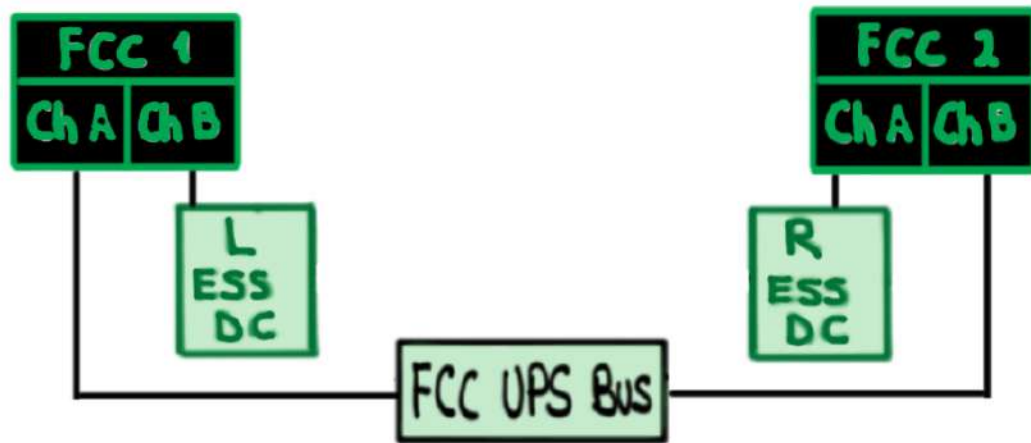 FCC 1
Ch A
Ch B
FCC 2
Ch A
Ch B
L
ESS
DC
R
ESS
DC
FCC UPS Bus